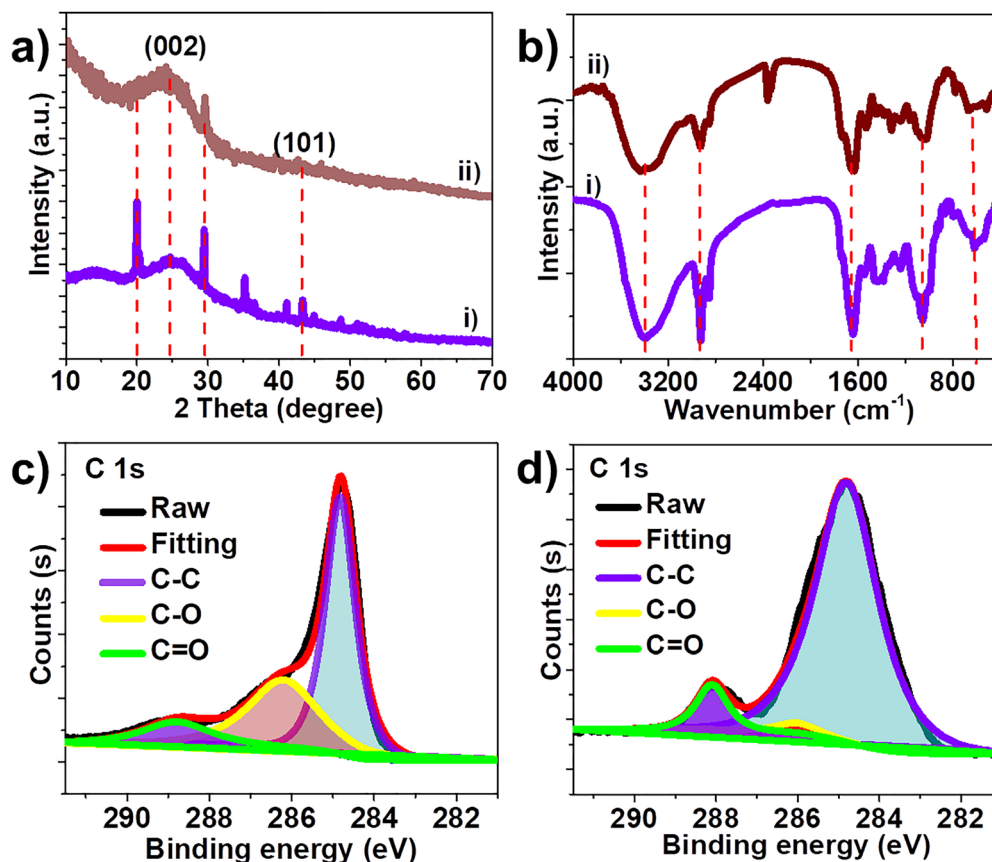 a)
(002)
(101)
ii)
i)
Intensity (a.u.)
10 20 30 40 50 60 70
2 Theta (degree)
b)
ii)
i)
Intensity (a.u.)
4000 3200 2400 1600 800
Wavenumber (cm⁻¹)
c)
C 1s
Raw
Fitting
C-C
C-O
C=O
Counts (s)
290 288 286 284 282
Binding energy (eV)
d)
C 1s
Raw
Fitting
C-C
C-O
C=O
Counts (s)
290 288 286 284 282
Binding energy (eV)